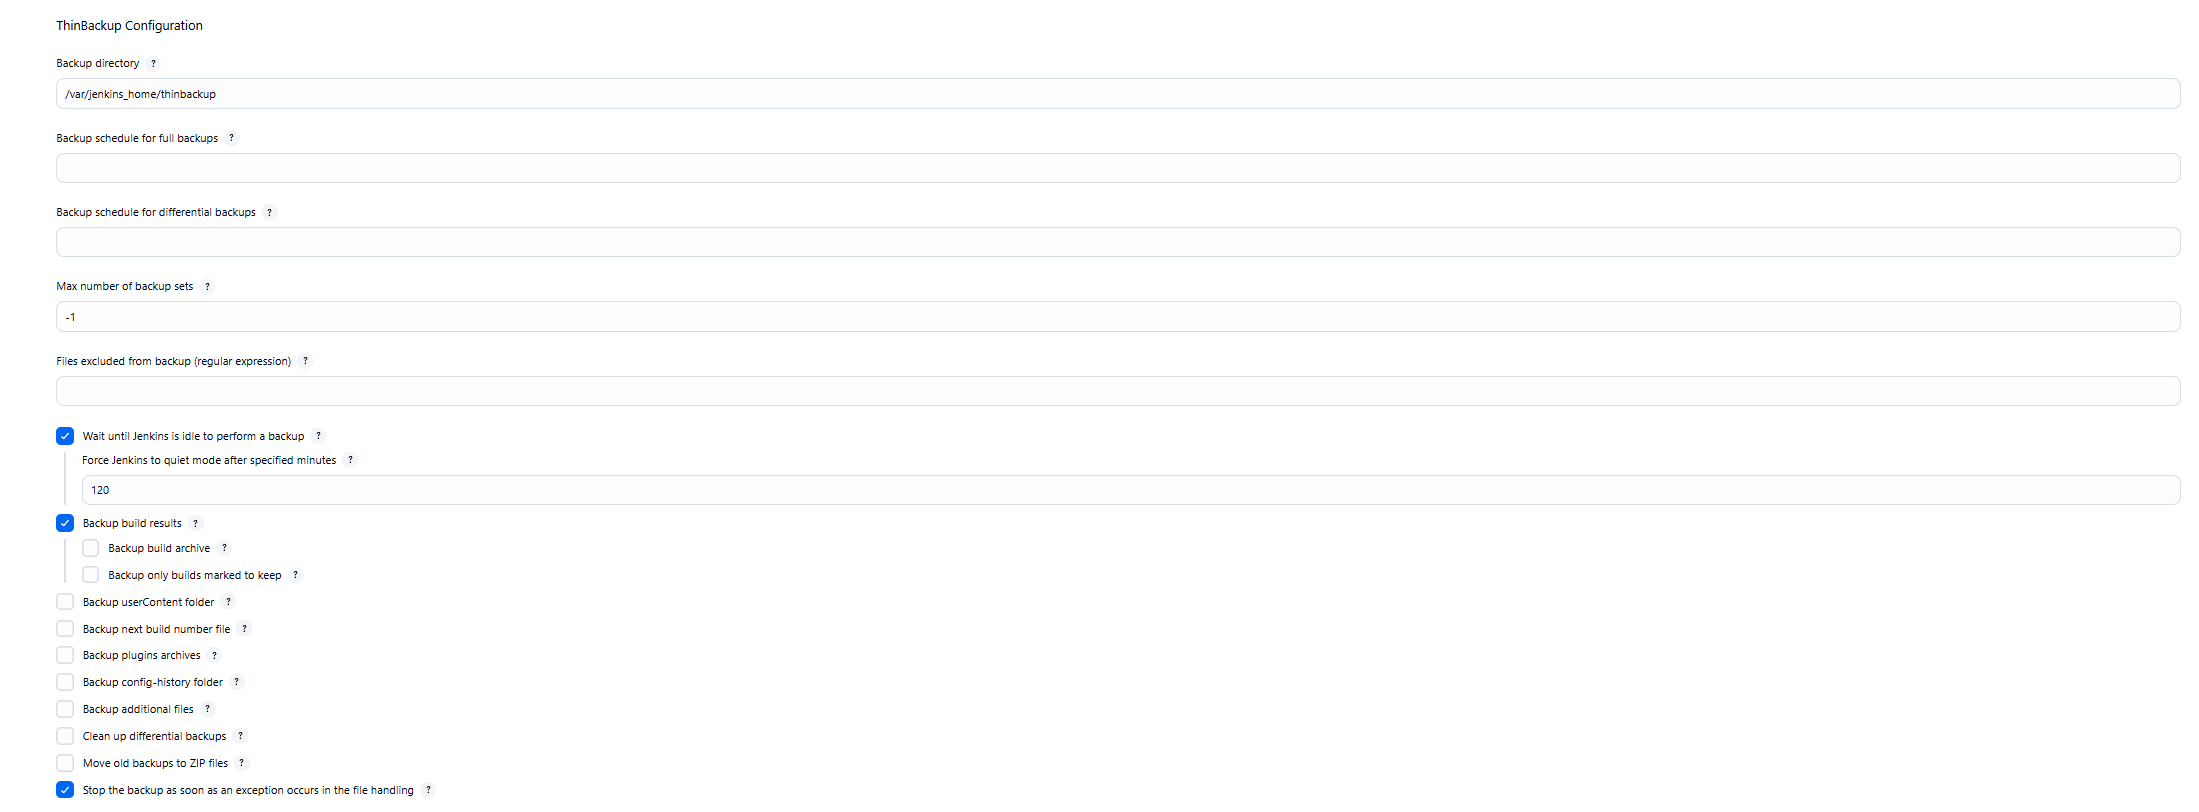 ThinBackup Configuration
Backup directory ?
/var/jenkins_home/thinbackup
Backup schedule for full backups ?
Backup schedule for differential backups ?
Max number of backup sets ?
-1
Files excluded from backup (regular expression) ?
Wait until Jenkins is idle to perform a backup ?
Force Jenkins to quiet mode after specified minutes ?
120
Backup build results ?
Backup build archive ?
Backup only builds marked to keep ?
Backup userContent folder ?
Backup next build number file ?
Backup plugins archives ?
Backup config-history folder ?
Backup additional files ?
Clean up differential backups ?
Move old backups to ZIP files ?
Stop the backup as soon as an exception occurs in the file handling ?